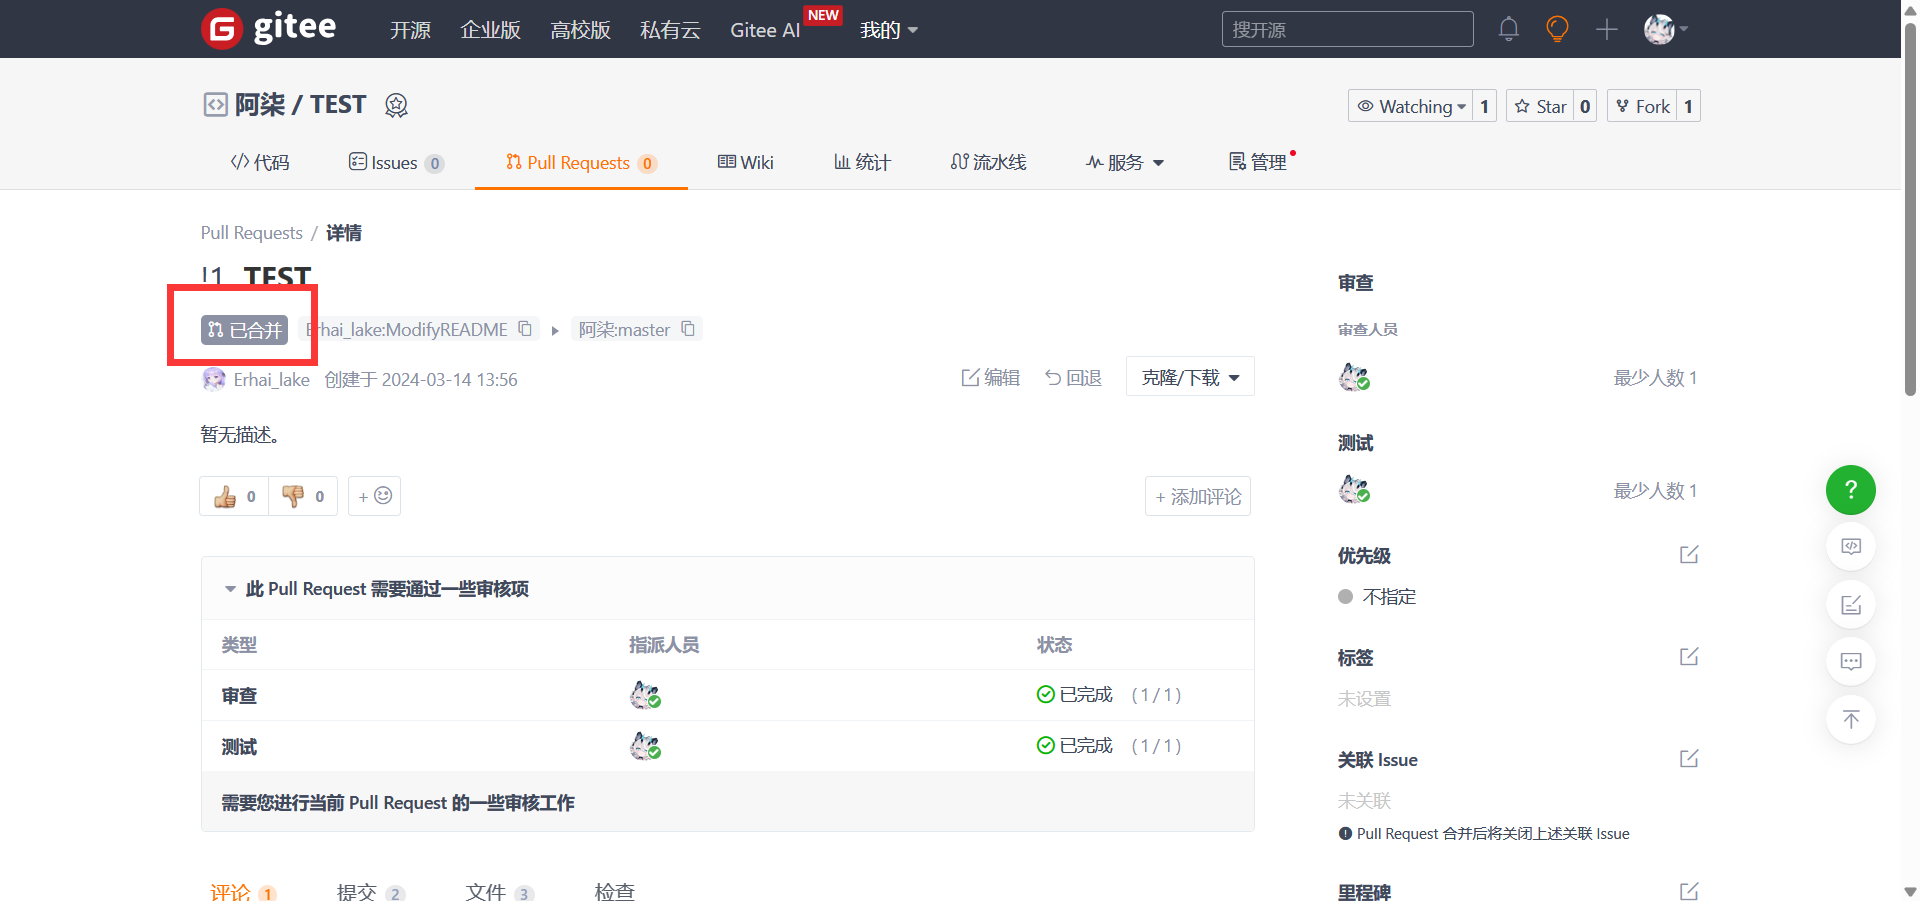 gitee 开源 企业版 高校版 私有云 Gitee AI NEW 我的 搜开源
阿柒 / TEST Watching 1 Star 0 Fork 1
代码 Issues 0 Pull Requests 0 Wiki 统计 流水线 服务 管理
Pull Requests / 详情
!1 TEST
已合并 Erhai_lake:ModifyREADME 阿柒:master
Erhai_lake 创建于 2024-03-14 13:56 编辑 回退 克隆/下载
暂无描述。
0 0 + + 添加评论
此 Pull Request 需要通过一些审核项
类型 指派人员 状态
审查 已完成 (1/1)
测试 已完成 (1/1)
需要您进行当前 Pull Request 的一些审核工作
评论 1 提交 2 文件 3 检查
审查
审查人员
最少人数 1
测试
最少人数 1
优先级
不指定
标签
未设置
关联 Issue
未关联
Pull Request 合并后将关闭上述关联 Issue
里程碑
?